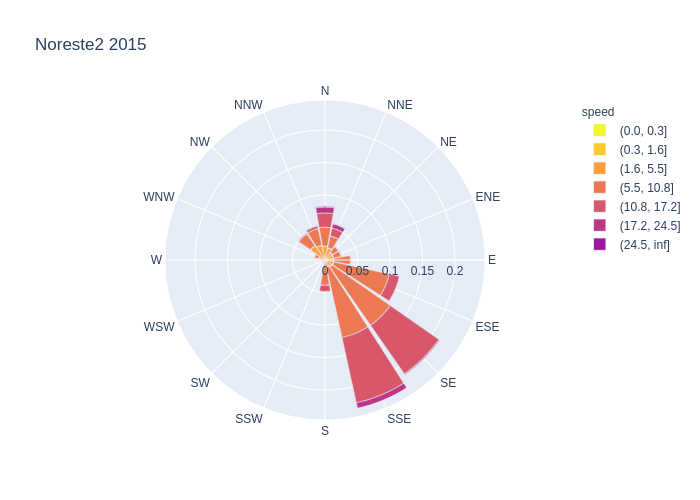 Noreste2 2015
N
NNW
NNE
speed
(0.0, 0.3]
(0.3, 1.6]
(1.6, 5.5]
(5.5, 10.8]
(10.8, 17.2]
(17.2, 24.5]
(24.5, inf]
NW
NE
WNW
ENE
W
E
0 0.05 0.1 0.15 0.2
WSW
ESE
SW
SE
SSW
SSE
S